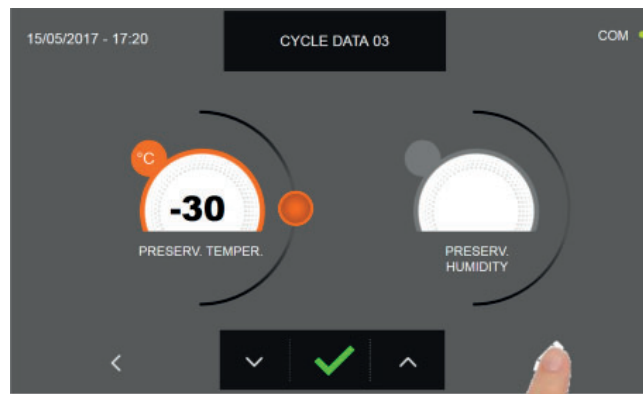 15/05/2017 - 17:20
CYCLE DATA 03
COM
°C
-30
PRESERV. TEMPER.
PRESERV.
HUMIDITY